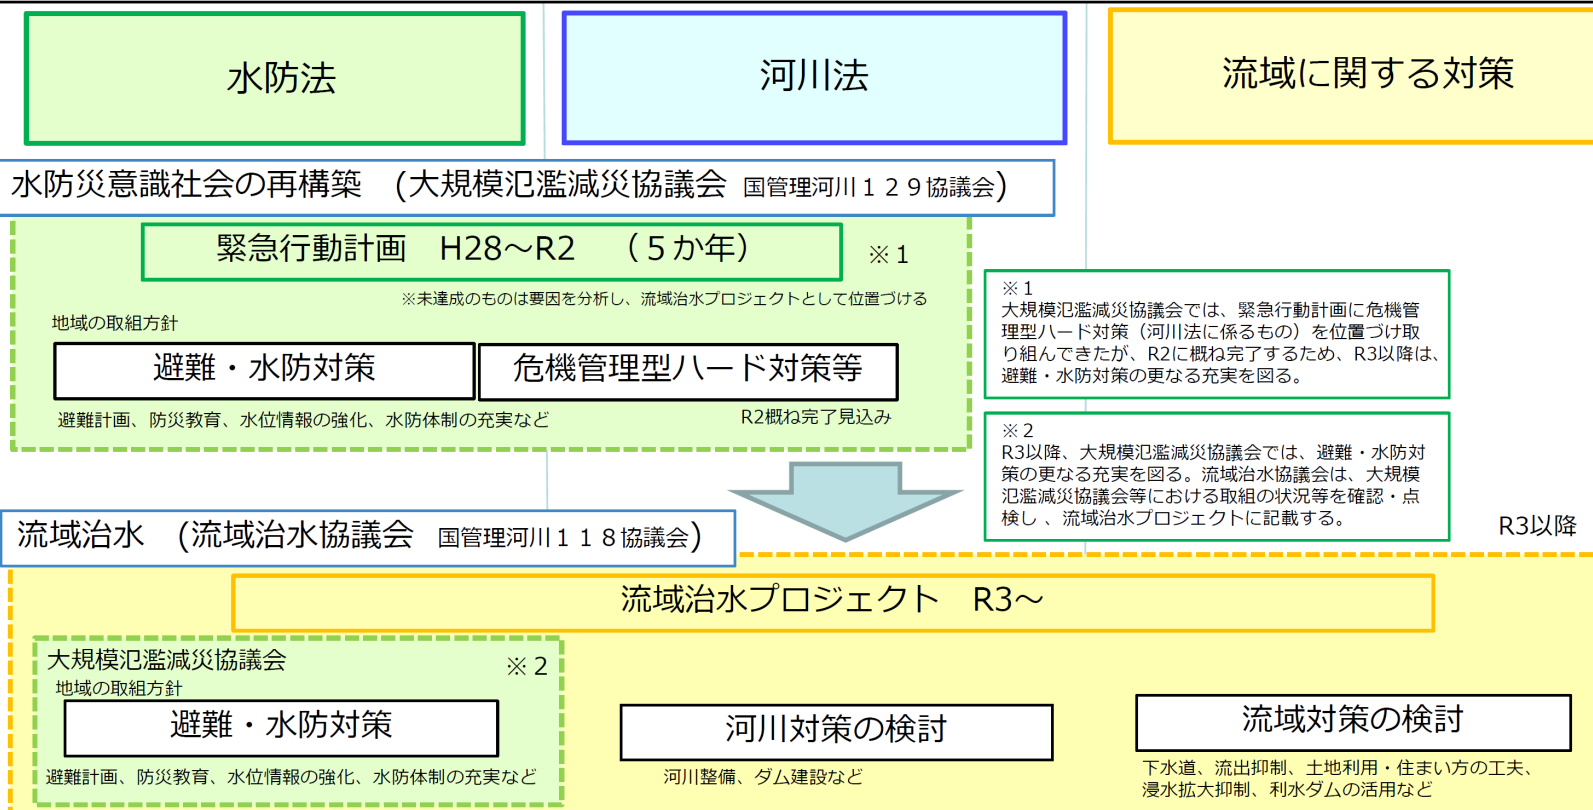 水防法
河川法
流域に関する対策
水防災意識社会の再構築　(大規模氾濫減災協議会 国管理河川１２９協議会)
緊急行動計画　H28～R2　（５か年）
※１
※未達成のものは要因を分析し、流域治水プロジェクトとして位置づける
地域の取組方針
避難・水防対策
危機管理型ハード対策等
避難計画、防災教育、水位情報の強化、水防体制の充実など
R2概ね完了見込み
※１
大規模氾濫減災協議会では、緊急行動計画に危機管
理型ハード対策（河川法に係るもの）を位置づけ取
り組んできたが、R2に概ね完了するため、R3以降は、
避難・水防対策の更なる充実を図る。
※２
R3以降、大規模氾濫減災協議会では、避難・水防対
策の更なる充実を図る。流域治水協議会は、大規模
氾濫減災協議会等における取組の状況等を確認・点
検し 、流域治水プロジェクトに記載する。
R3以降
流域治水　(流域治水協議会 国管理河川１１８協議会)
流域治水プロジェクト　R3～
大規模氾濫減災協議会
※２
地域の取組方針
避難・水防対策
避難計画、防災教育、水位情報の強化、水防体制の充実など
河川対策の検討
河川整備、ダム建設など
流域対策の検討
下水道、流出抑制、土地利用・住まい方の工夫、
浸水拡大抑制、利水ダムの活用など